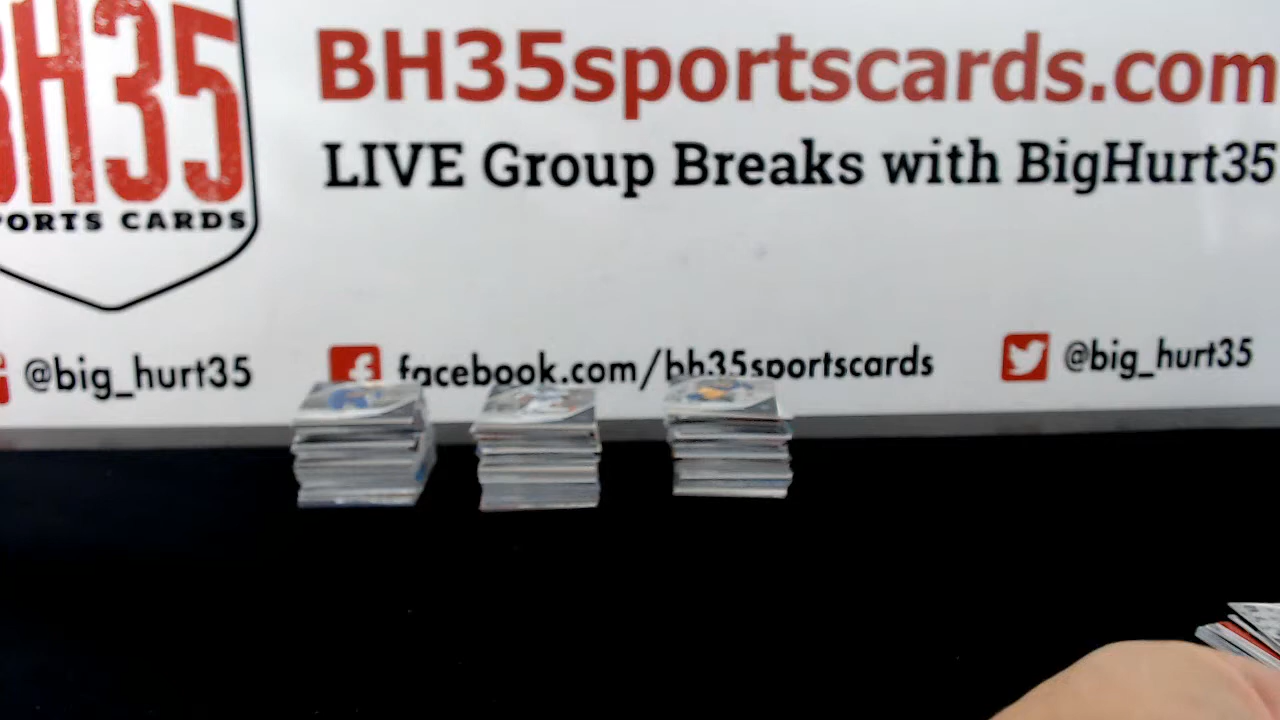 BH35
PORTS CARDS
BH35sportscards.com
LIVE Group Breaks with BigHurt35
@big_hurt35
facebook.com/bh35sportscards
@big_hurt35